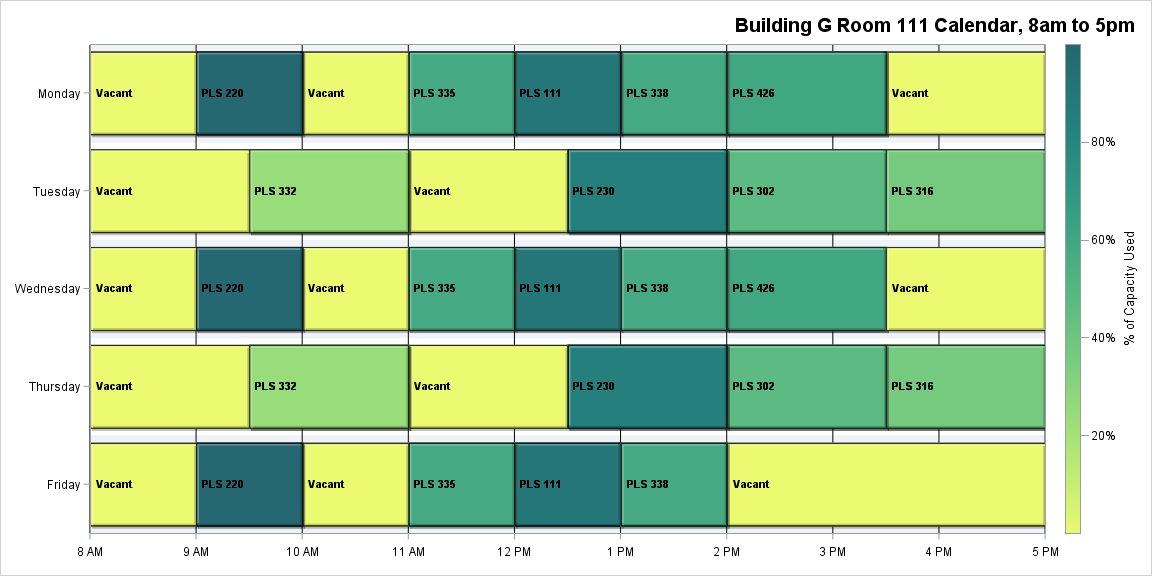 Building G Room 111 Calendar, 8am to 5pm
Monday
Vacant
PLS 220
Vacant
PLS 335
PLS 111
PLS 338
PLS 426
Vacant
Tuesday
Vacant
PLS 332
Vacant
PLS 230
PLS 302
PLS 316
Wednesday
Vacant
PLS 220
Vacant
PLS 335
PLS 111
PLS 338
PLS 426
Vacant
Thursday
Vacant
PLS 332
Vacant
PLS 230
PLS 302
PLS 316
Friday
Vacant
PLS 220
Vacant
PLS 335
PLS 111
PLS 338
Vacant
8 AM
9 AM
10 AM
11 AM
12 PM
1 PM
2 PM
3 PM
4 PM
5 PM
80%
60%
40%
20%
% of Capacity Used